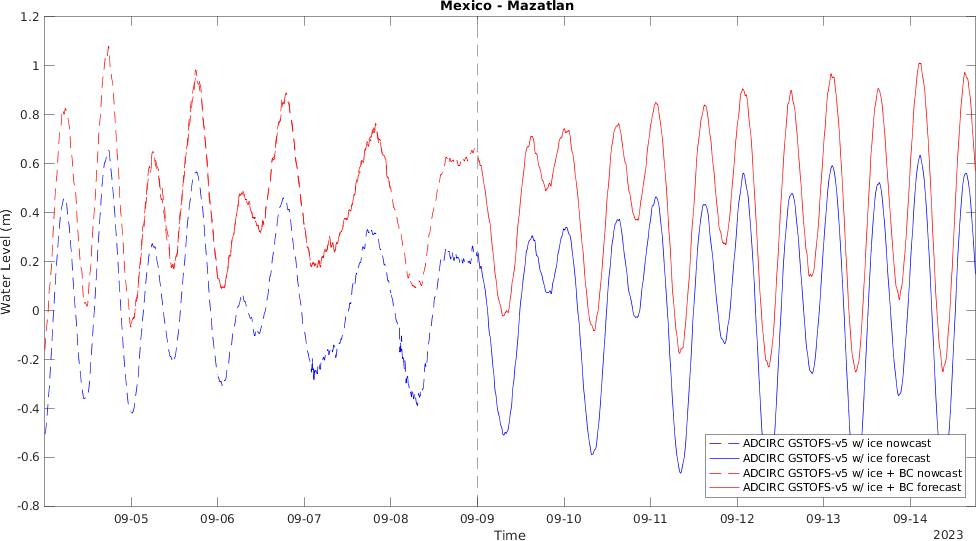 Mexico - Mazatlan
1.2
1
0.8
0.6
0.4
0.2
0
-0.2
-0.4
-0.6
-0.8
Water Level (m)
ADCIRC GSTOFS-v5 w/ ice nowcast
ADCIRC GSTOFS-v5 w/ ice forecast
ADCIRC GSTOFS-v5 w/ ice + BC nowcast
ADCIRC GSTOFS-v5 w/ ice + BC forecast
09-05 09-06 09-07 09-08 09-09 09-10 09-11 09-12 09-13 09-14
Time
2023